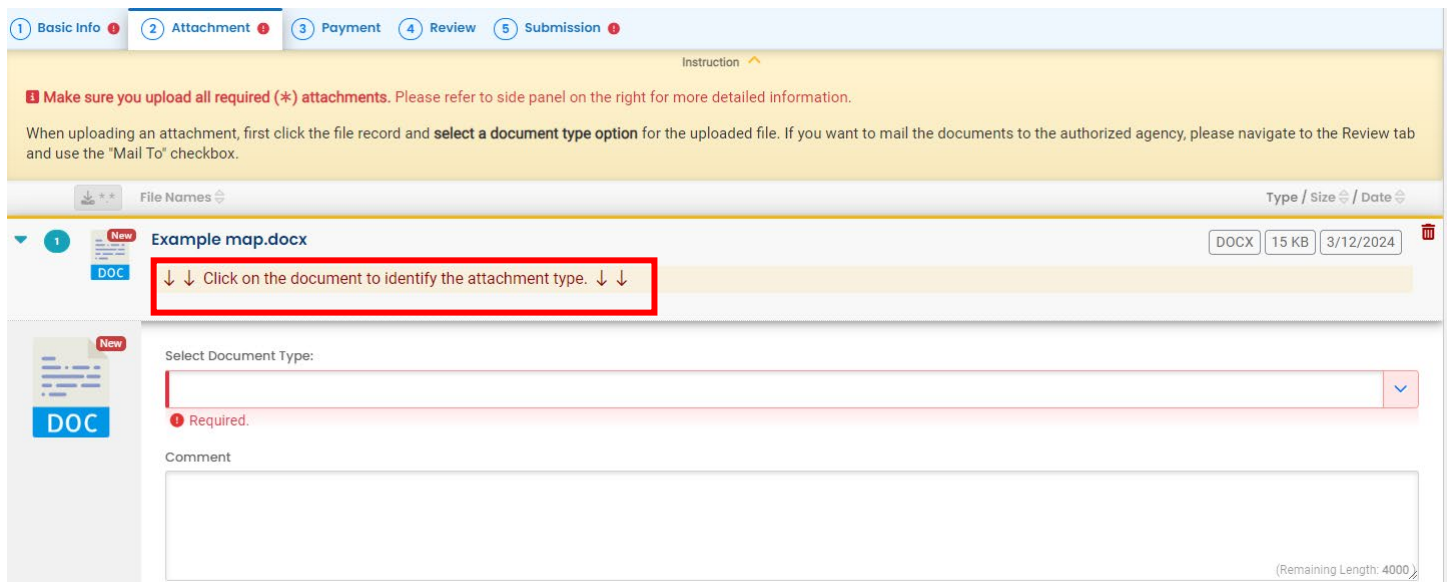 1 Basic Info 2 Attachment 3 Payment 4 Review 5 Submission
Instruction
Make sure you upload all required (*) attachments. Please refer to side panel on the right for more detailed information.
When uploading an attachment, first click the file record and select a document type option for the uploaded file. If you want to mail the documents to the authorized agency, please navigate to the Review tab
and use the "Mail To" checkbox.
*.* File Names Type / Size / Date
1 New DOC Example map.docx DOCX 15 KB 3/12/2024
↓ ↓ Click on the document to identify the attachment type. ↓ ↓
New
DOC
Select Document Type:
Required.
Comment
(Remaining Length: 4000)